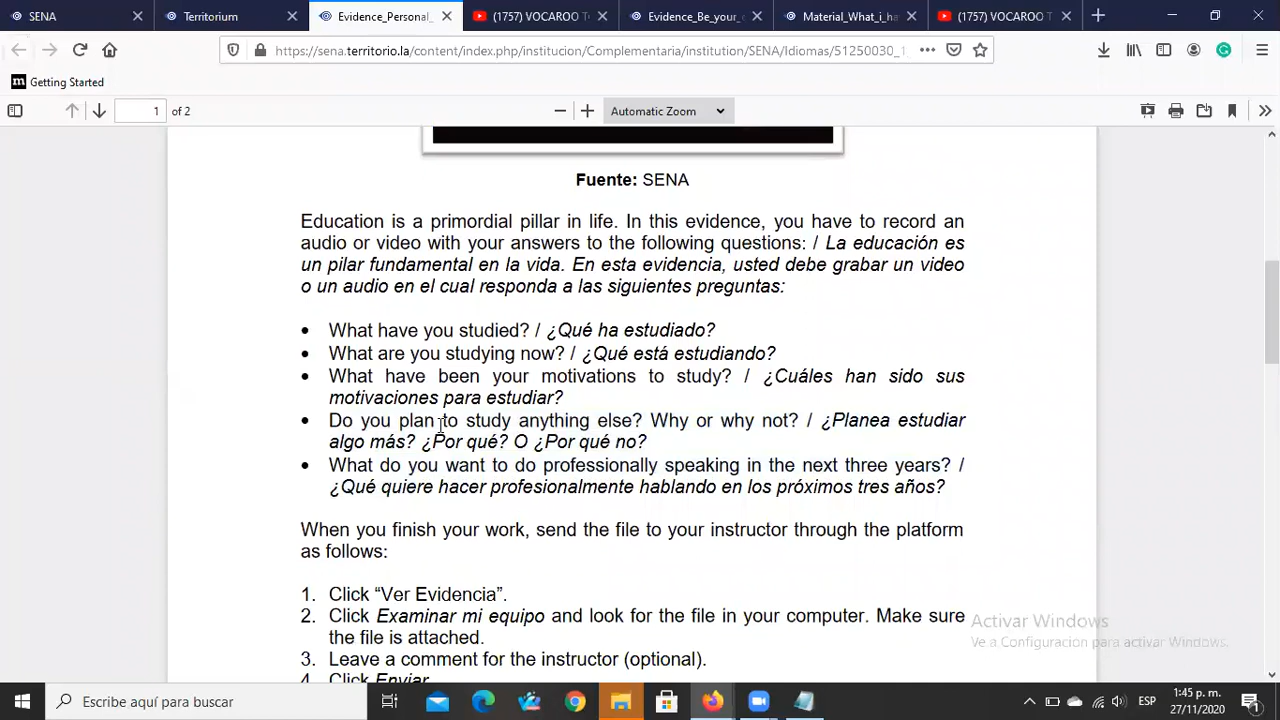 SENA
Territorium
Evidence_Personal_
(1757) VOCAROO T
Evidence_Be_your_e
Material_What_i_ha
(1757) VOCAROO T
https://sena.territorio.la/content/index.php/institucion/Complementaria/institution/SENA/Idiomas/51250030_1
m Getting Started
1 of 2
Automatic Zoom
Fuente: SENA
Education is a primordial pillar in life. In this evidence, you have to record an
audio or video with your answers to the following questions: / La educación es
un pilar fundamental en la vida. En esta evidencia, usted debe grabar un video
o un audio en el cual responda a las siguientes preguntas:
• What have you studied? / ¿Qué ha estudiado?
• What are you studying now? / ¿Qué está estudiando?
• What have been your motivations to study? / ¿Cuáles han sido sus
motivaciones para estudiar?
• Do you plan to study anything else? Why or why not? / ¿Planea estudiar
algo más? ¿Por qué? O ¿Por qué no?
• What do you want to do professionally speaking in the next three years? /
¿Qué quiere hacer profesionalmente hablando en los próximos tres años?
When you finish your work, send the file to your instructor through the platform
as follows:
1. Click “Ver Evidencia”.
2. Click Examinar mi equipo and look for the file in your computer. Make sure
the file is attached.
3. Leave a comment for the instructor (optional).
4. Click Enviar
Activar Windows
Ve a Configuración para activar Windows.
Escribe aquí para buscar
ESP
1:45 p. m.
27/11/2020
1